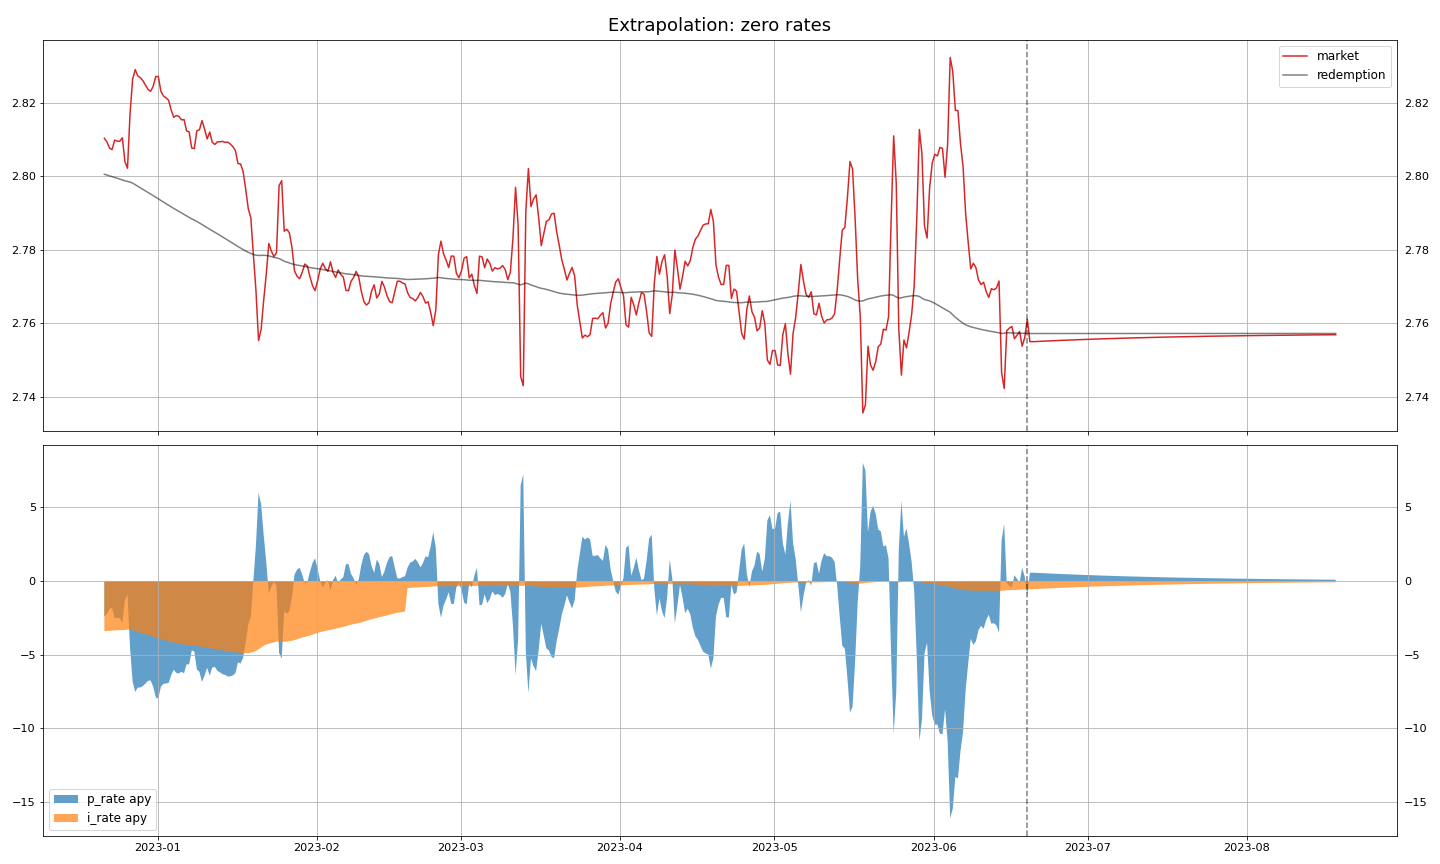 Extrapolation: zero rates
market
redemption
2.82 2.82
2.80 2.80
2.78 2.78
2.76 2.76
2.74 2.74
5 5
0 0
−5 −5
−10 −10
−15 −15
p_rate apy
i_rate apy
2023-01 2023-02 2023-03 2023-04 2023-05 2023-06 2023-07 2023-08